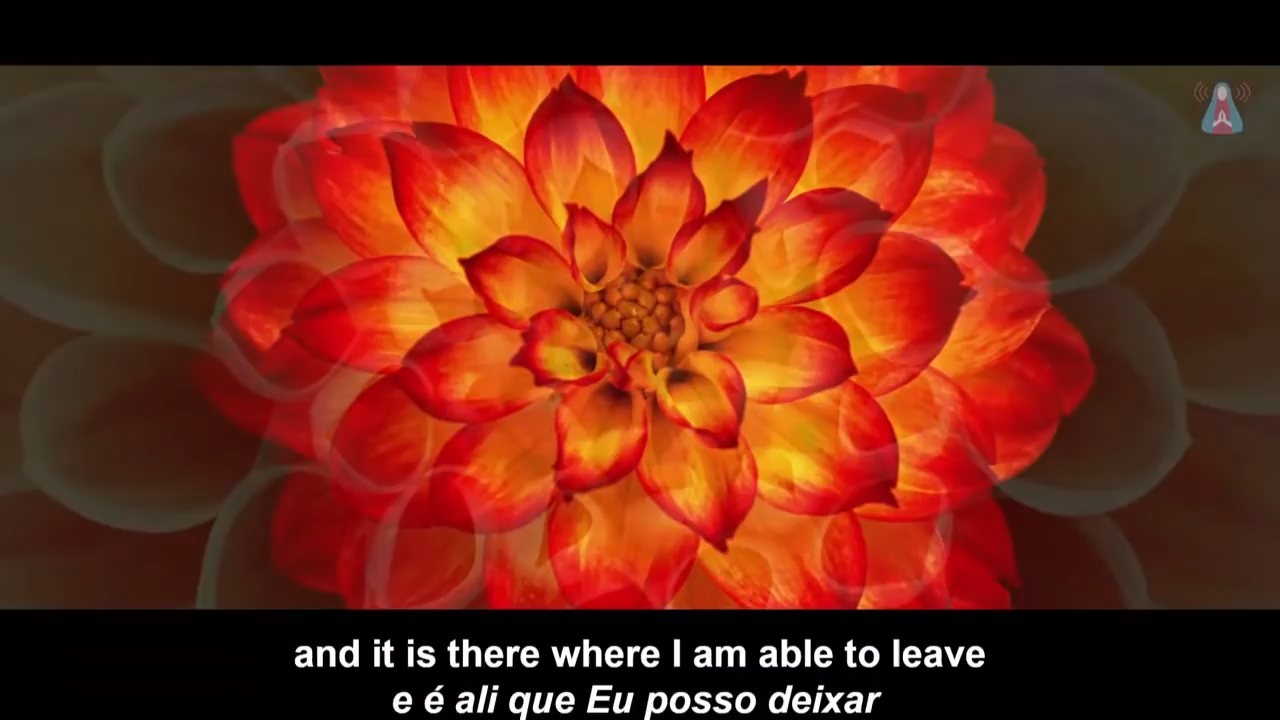 and it is there where I am able to leave
e é ali que Eu posso deixar